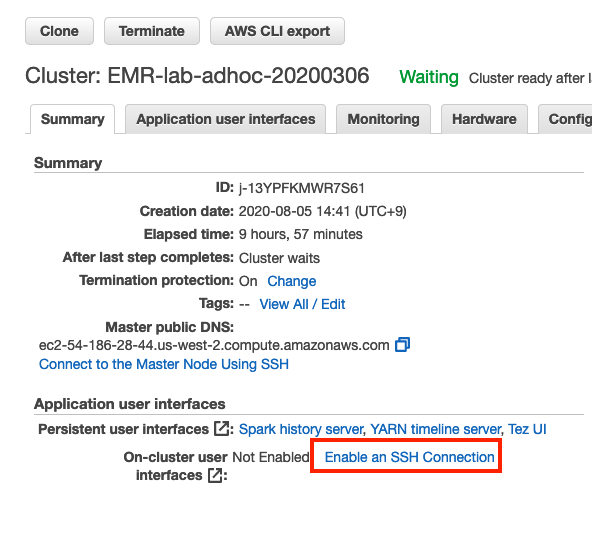 Clone Terminate AWS CLI export
Cluster: EMR-lab-adhoc-20200306 Waiting Cluster ready after
Summary Application user interfaces Monitoring Hardware Config
Summary
ID: j-13YPFKMWR7S61
Creation date: 2020-08-05 14:41 (UTC+9)
Elapsed time: 9 hours, 57 minutes
After last step completes: Cluster waits
Termination protection: On Change
Tags: -- View All / Edit
Master public DNS:
ec2-54-186-28-44.us-west-2.compute.amazonaws.com
Connect to the Master Node Using SSH
Application user interfaces
Persistent user interfaces : Spark history server, YARN timeline server, Tez UI
On-cluster user Not Enabled Enable an SSH Connection
interfaces :